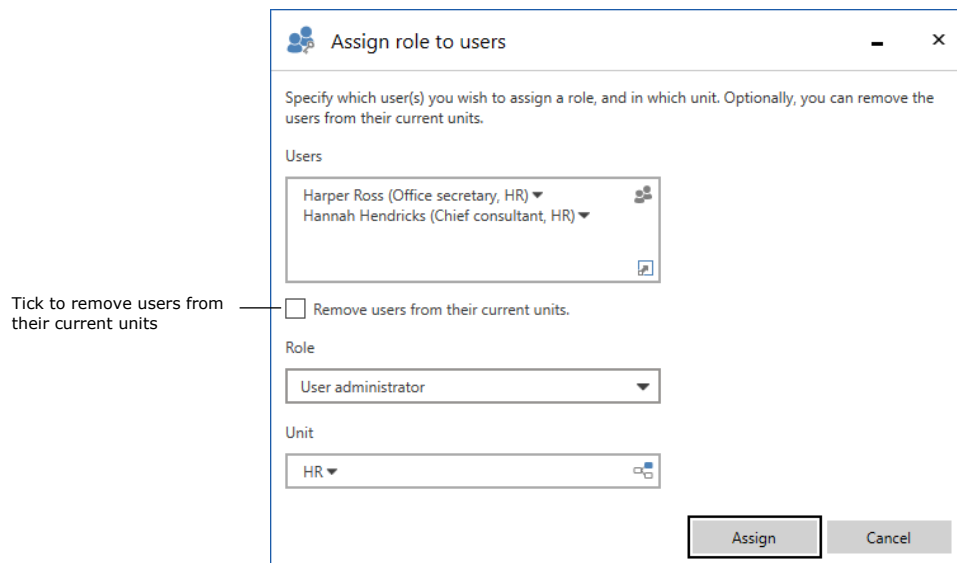 Assign role to users
Specify which user(s) you wish to assign a role, and in which unit. Optionally, you can remove the
users from their current units.
Users
Harper Ross (Office secretary, HR)
Hannah Hendricks (Chief consultant, HR)
Tick to remove users from
their current units
Remove users from their current units.
Role
User administrator
Unit
HR
Assign
Cancel